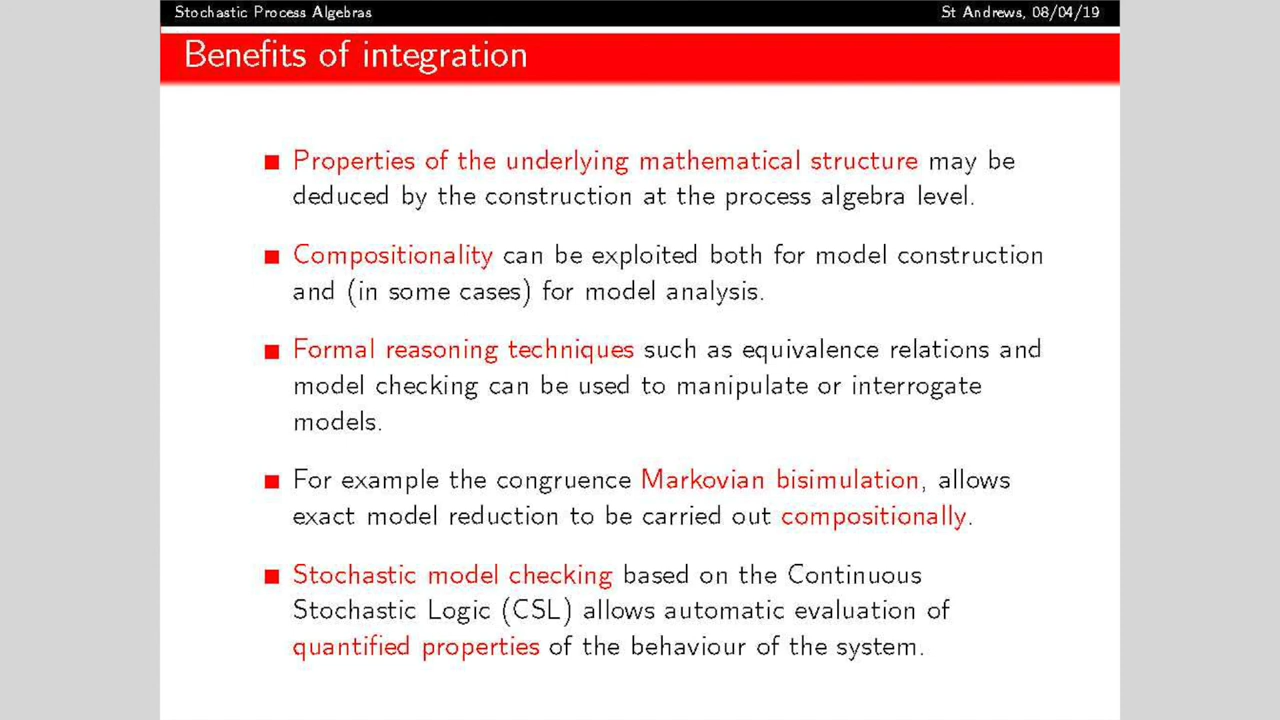 Stochastic Process Algebras
St Andrews, 08/04/19
Benefits of integration
Properties of the underlying mathematical structure may be
deduced by the construction at the process algebra level.
Compositionality can be exploited both for model construction
and (in some cases) for model analysis.
Formal reasoning techniques such as equivalence relations and
model checking can be used to manipulate or interrogate
models.
For example the congruence Markovian bisimulation, allows
exact model reduction to be carried out compositionally.
Stochastic model checking based on the Continuous
Stochastic Logic (CSL) allows automatic evaluation of
quantified properties of the behaviour of the system.